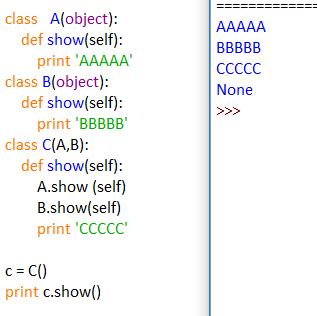 class   A(object):
    def show(self):
        print 'AAAAA'
class B(object):
    def show(self):
        print 'BBBBB'
class C(A,B):
    def show(self):
        A.show (self)
        B.show(self)
        print 'CCCCC'

c = C()
print c.show()
============
AAAAA
BBBBB
CCCCC
None
>>>